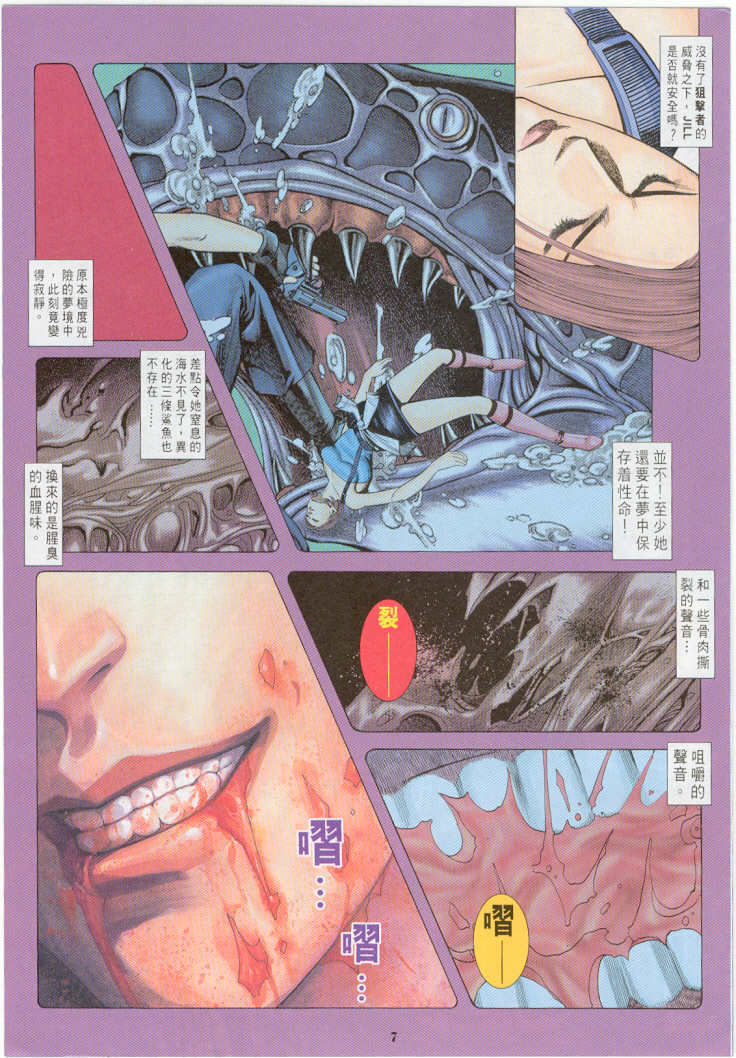 沒有了狙擊者的
威脅之下，JILL
是否就安全嗎？
並不！至少她
還要在夢中保
存着性命！
原本極度兇
險的夢境中
，此刻竟變
得寂靜。
差點令她窒息的
海水不見了，異
化的三條鯊魚也
不存在……
換來的是腥臭
的血腥味。
和一些骨肉撕
裂的聲音…
裂——
咀嚼的
聲音。
嚼——
嚼…
嚼…
7